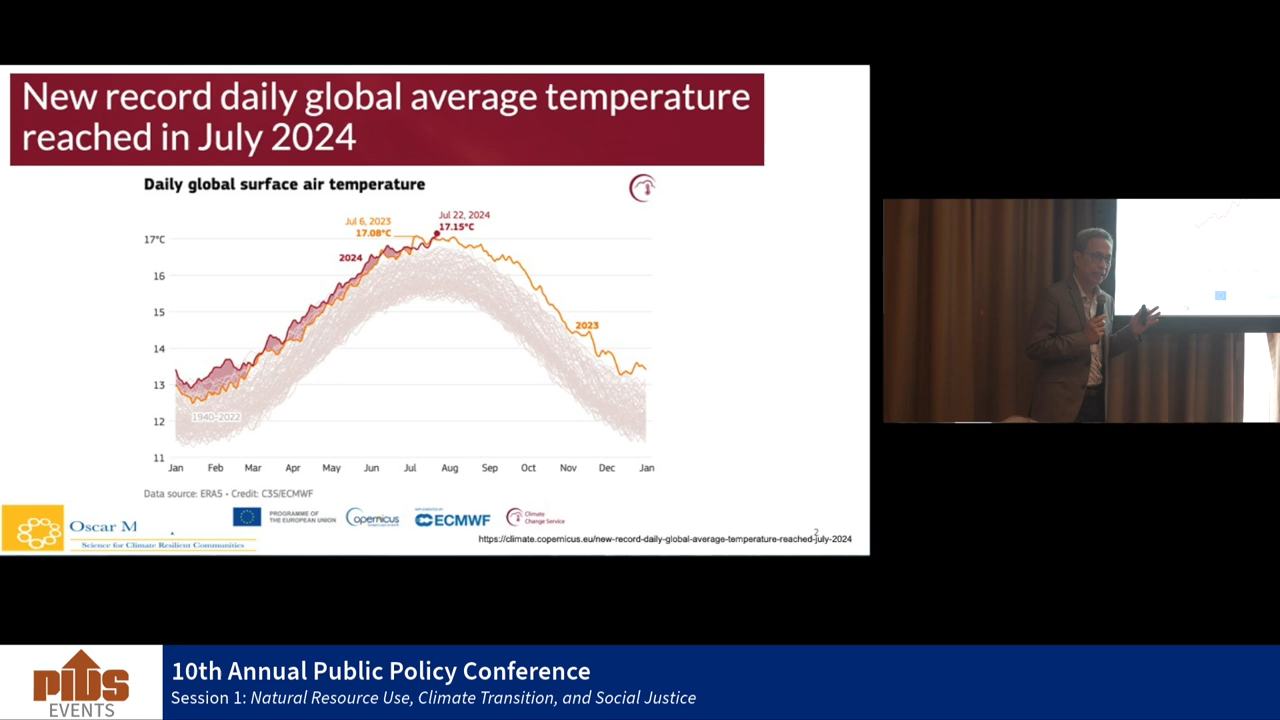 New record daily global average temperature
reached in July 2024
Daily global surface air temperature
Jul 6, 2023
17.08°C
Jul 22, 2024
17.15°C
2024
2023
1940-2022
17°C
16
15
14
13
12
11
Jan Feb Mar Apr May Jun Jul Aug Sep Oct Nov Dec Jan
Data source: ERA5 • Credit: C3S/ECMWF
Oscar M
Science for Climate Resilient Communities
PROGRAMME OF
THE EUROPEAN UNION
Copernicus
IMPLEMENTED BY
ECMWF
Climate
Change Service
2
https://climate.copernicus.eu/new-record-daily-global-average-temperature-reached-july-2024
PIDS
EVENTS
10th Annual Public Policy Conference
Session 1: Natural Resource Use, Climate Transition, and Social Justice